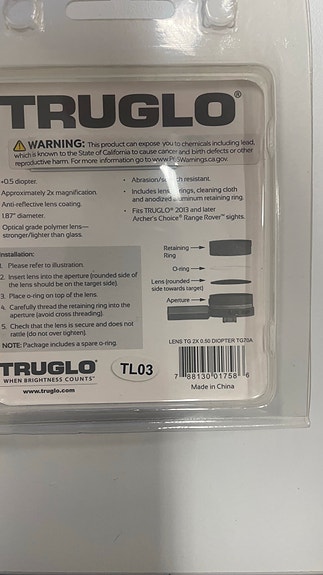 TRUGLO®
WARNING: This product can expose you to chemicals including lead,
which is known to the State of California to cause cancer and birth defects or other
reproductive harm. For more information go to www.P65Warnings.ca.gov.
+0.5 diopter.
Approximately 2x magnification.
Anti-reflective lens coating.
1.87" diameter.
Optical grade polymer lens—
stronger/lighter than glass.
• Abrasion/scratch resistant.
• Includes lens, o-rings, cleaning cloth
and anodized aluminum retaining ring.
• Fits TRUGLO® 2013 and later
Archer's Choice® Range Rover™ sights.
Installation:
1. Please refer to illustration.
2. Insert lens into the aperture (rounded side of
the lens should be on the target side).
3. Place o-ring on top of the lens.
4. Carefully thread the retaining ring into the
aperture (avoid cross threading).
5. Check that the lens is secure and does not
rattle (do not over tighten).
NOTE: Package includes a spare o-ring.
Retaining
Ring
O-ring
Lens (rounded
side towards target)
Aperture
LENS TG 2X 0.50 DIOPTER TG75A
7 88130 01758 6
Made in China
TRUGLO®
WHEN BRIGHTNESS COUNTS™
www.truglo.com
TL03